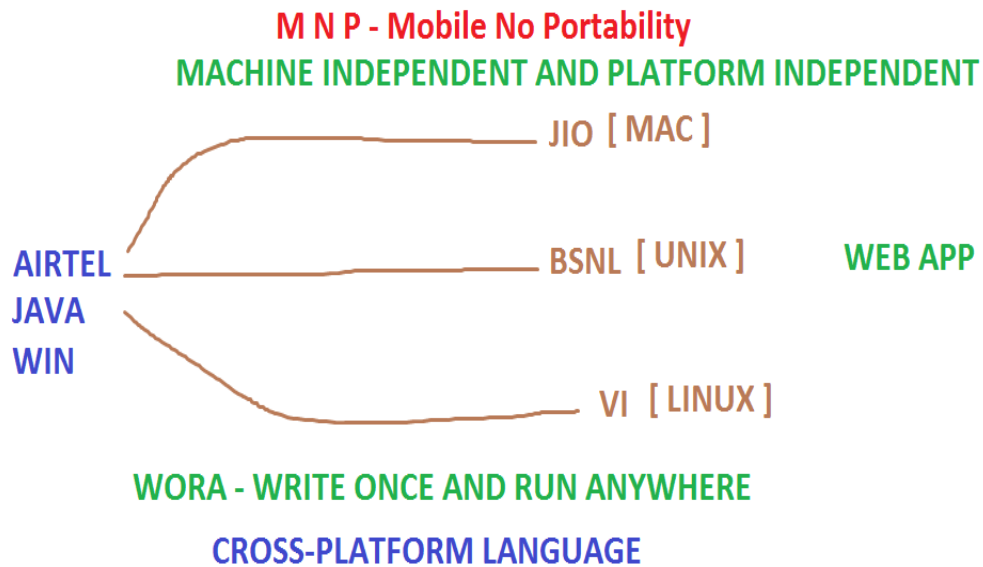 M N P - Mobile No Portability
MACHINE INDEPENDENT AND PLATFORM INDEPENDENT
JIO [ MAC ]
AIRTEL
BSNL [ UNIX ]
WEB APP
JAVA
WIN
VI [ LINUX ]
WORA - WRITE ONCE AND RUN ANYWHERE
CROSS-PLATFORM LANGUAGE